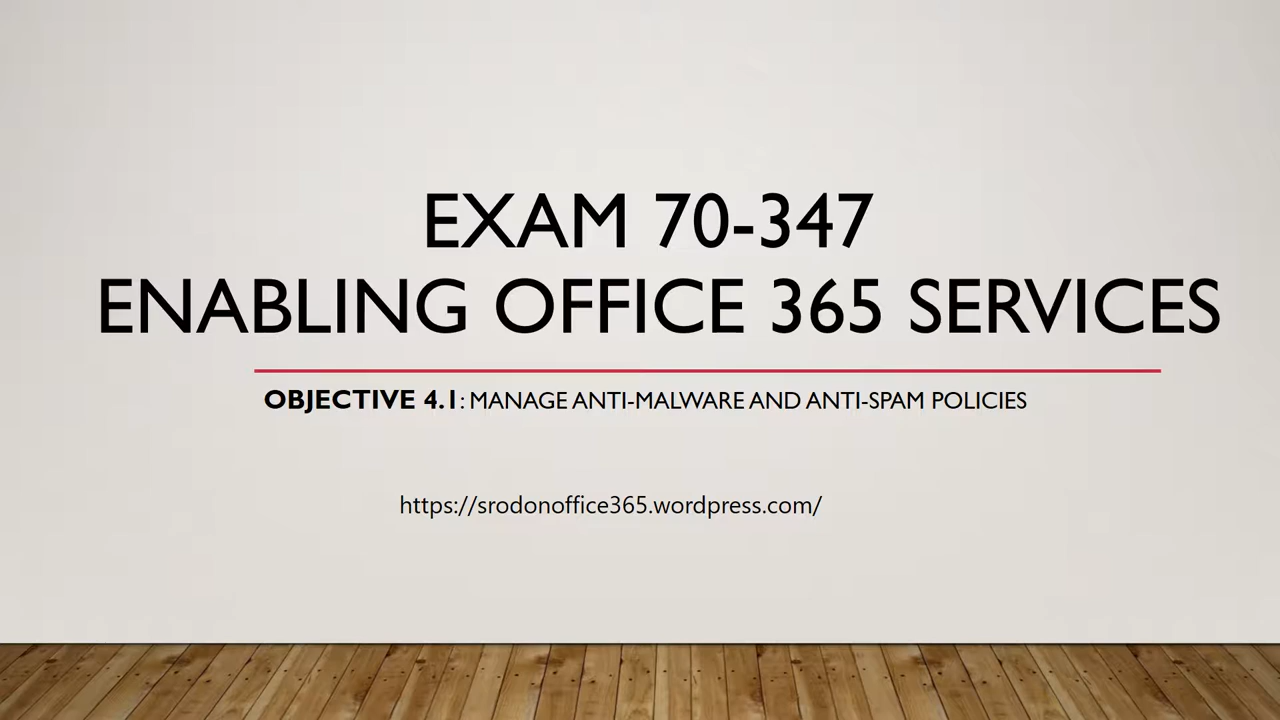 EXAM 70-347
ENABLING OFFICE 365 SERVICES
OBJECTIVE 4.1: MANAGE ANTI-MALWARE AND ANTI-SPAM POLICIES
https://srodonoffice365.wordpress.com/